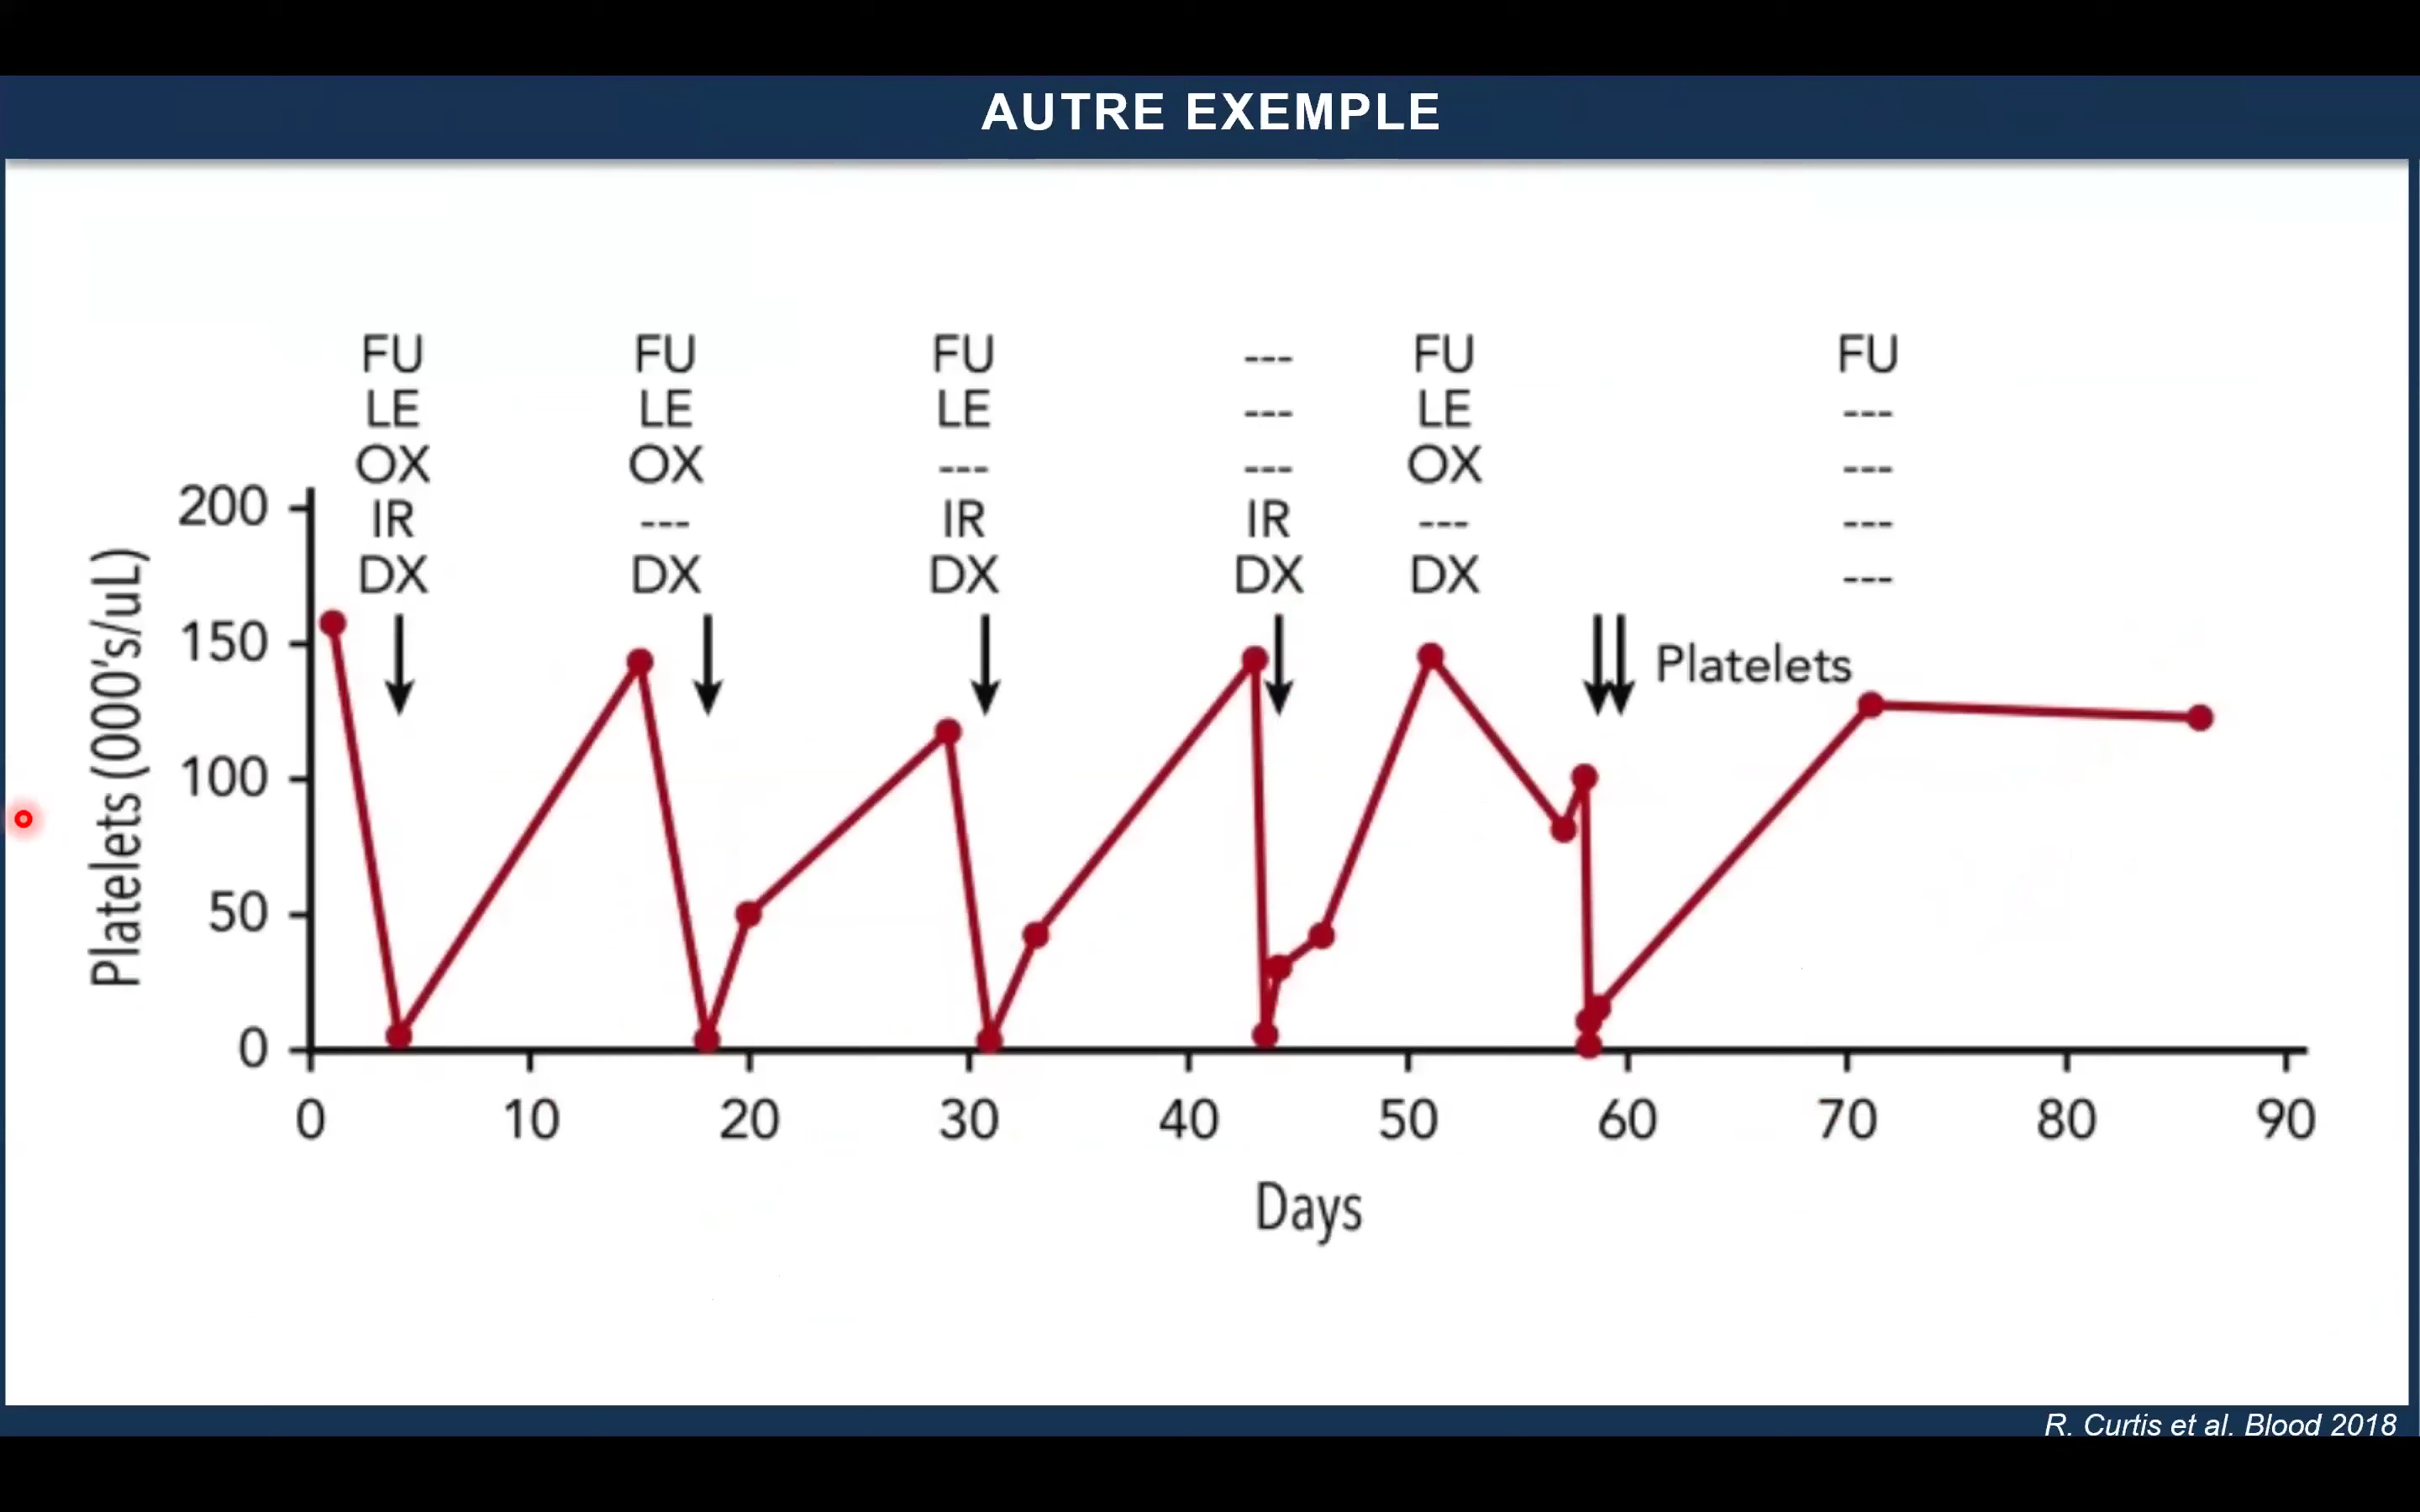 AUTRE EXEMPLE
FU FU FU --- FU FU
LE LE LE --- LE ---
OX OX --- --- OX ---
IR --- IR IR --- ---
DX DX DX DX DX ---
200
150
100
50
0
Platelets (000's/uL)
Platelets
0 10 20 30 40 50 60 70 80 90
Days
R. Curtis et al. Blood 2018